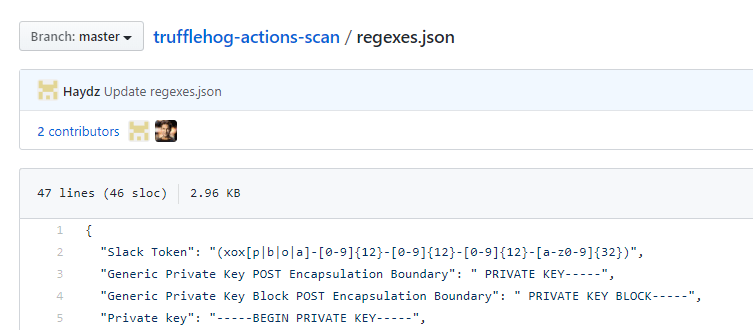 Branch: master trufflehog-actions-scan / regexes.json
Haydz Update regexes.json
2 contributors
47 lines (46 sloc) 2.96 KB
1 {
2 "Slack Token": "(xox[p|b|o|a]-[0-9]{12}-[0-9]{12}-[0-9]{12}-[a-z0-9]{32})",
3 "Generic Private Key POST Encapsulation Boundary": " PRIVATE KEY-----",
4 "Generic Private Key Block POST Encapsulation Boundary": " PRIVATE KEY BLOCK-----",
5 "Private key": "-----BEGIN PRIVATE KEY-----",